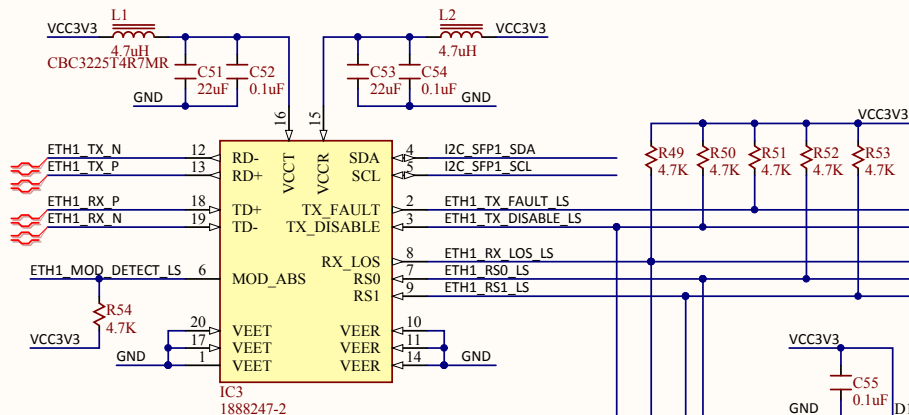 L1
VCC3V3
4.7uH
CBC3225T4R7MR
C51
22uF
C52
0.1uF
GND
L2
VCC3V3
4.7uH
C53
22uF
C54
0.1uF
GND
16
15
VCCT
VCCR
ETH1_TX_N
12
RD-
ETH1_TX_P
13
RD+
ETH1_RX_P
18
TD+
ETH1_RX_N
19
TD-
ETH1_MOD_DETECT_LS
6
MOD_ABS
R54
4.7K
VCC3V3
20
VEET
17
VEET
GND
1
VEET
SDA
4
I2C_SFP1_SDA
SCL
5
I2C_SFP1_SCL
TX_FAULT
2
ETH1_TX_FAULT_LS
TX_DISABLE
3
ETH1_TX_DISABLE_LS
RX_LOS
8
ETH1_RX_LOS_LS
RS0
7
ETH1_RS0_LS
RS1
9
ETH1_RS1_LS
VEER
10
VEER
11
VEER
14
GND
IC3
1888247-2
VCC3V3
R49
4.7K
R50
4.7K
R51
4.7K
R52
4.7K
R53
4.7K
VCC3V3
C55
0.1uF
GND